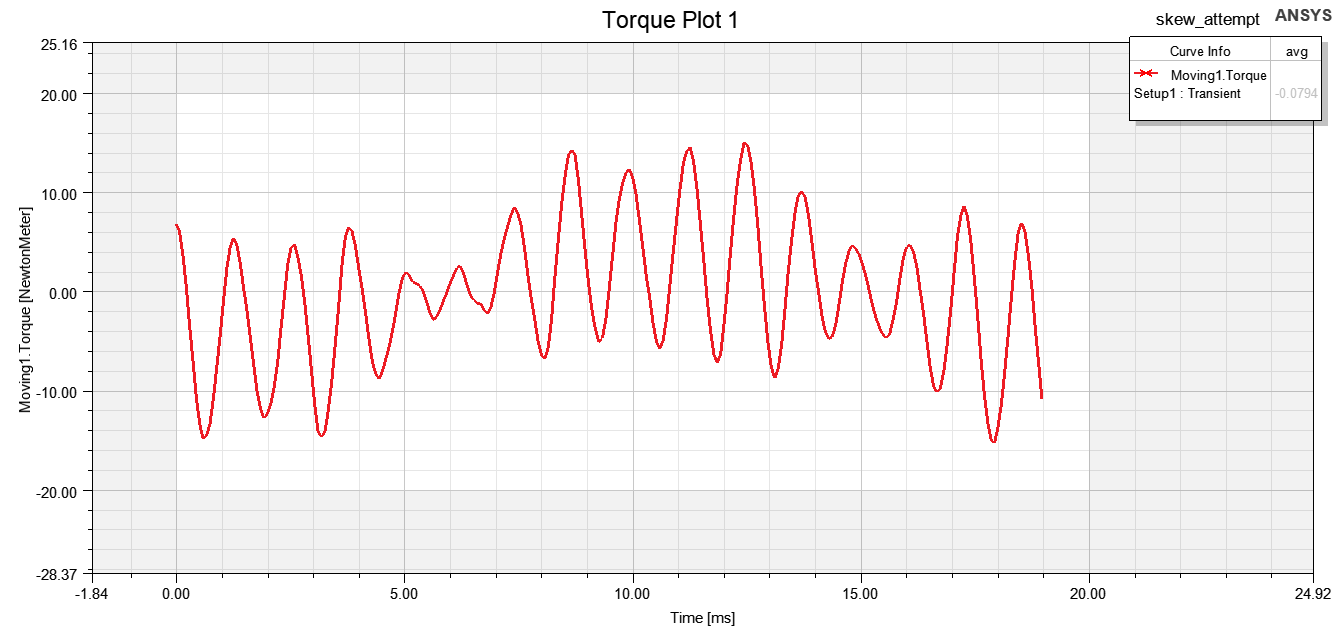 Torque Plot 1
skew_attempt
ANSYS
Curve Info avg
Moving1.Torque
Setup1 : Transient -0.0794
25.16
20.00
10.00
0.00
-10.00
-20.00
-28.37
Moving1.Torque [NewtonMeter]
-1.84 0.00 5.00 10.00 15.00 20.00 24.92
Time [ms]